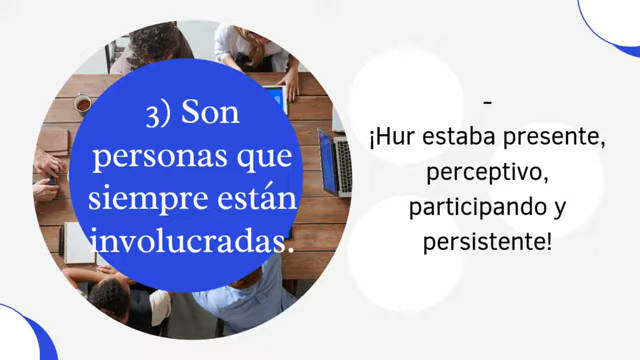 3) Son
personas que
siempre están
involucradas.
-
¡Hur estaba presente,
perceptivo,
participando y
persistente!